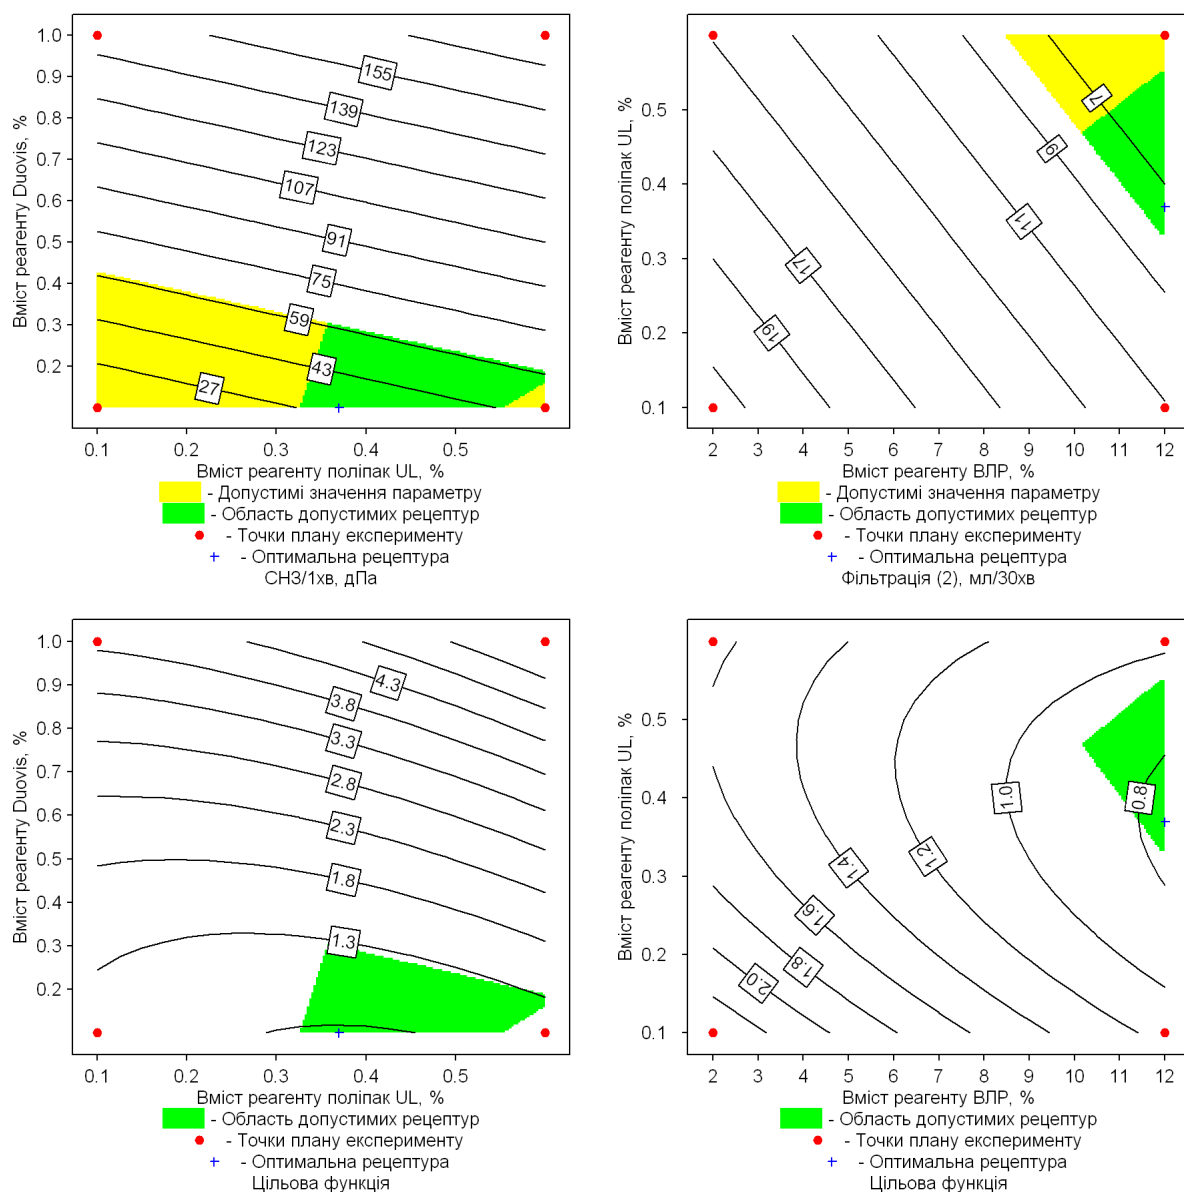 1.0
0.9
0.8
0.7
0.6
0.5
0.4
0.3
0.2
Вміст реагенту Duovis, %
155
139
123
107
91
75
59
43
27
0.1 0.2 0.3 0.4 0.5
Вміст реагенту поліпак UL, %
- Допустимі значення параметру
- Область допустимих рецептур
- Точки плану експерименту
- Оптимальна рецептура
СНЗ/1хв, дПа
0.5
0.4
0.3
0.2
0.1
Вміст реагенту поліпак UL, %
7
9
11
17
19
2 3 4 5 6 7 8 9 10 11 12
Вміст реагенту ВЛР, %
- Допустимі значення параметру
- Область допустимих рецептур
- Точки плану експерименту
- Оптимальна рецептура
Фільтрація (2), мл/30хв
1.0
0.9
0.8
0.7
0.6
0.5
0.4
0.3
0.2
Вміст реагенту Duovis, %
4.3
3.8
3.3
2.8
2.3
1.8
1.3
0.1 0.2 0.3 0.4 0.5
Вміст реагенту поліпак UL, %
- Область допустимих рецептур
- Точки плану експерименту
- Оптимальна рецептура
Цільова функція
0.5
0.4
0.3
0.2
0.1
Вміст реагенту поліпак UL, %
0.8
1.0
1.2
1.4
1.6
1.8
2.0
2 3 4 5 6 7 8 9 10 11 12
Вміст реагенту ВЛР, %
- Область допустимих рецептур
- Точки плану експерименту
- Оптимальна рецептура
Цільова функція